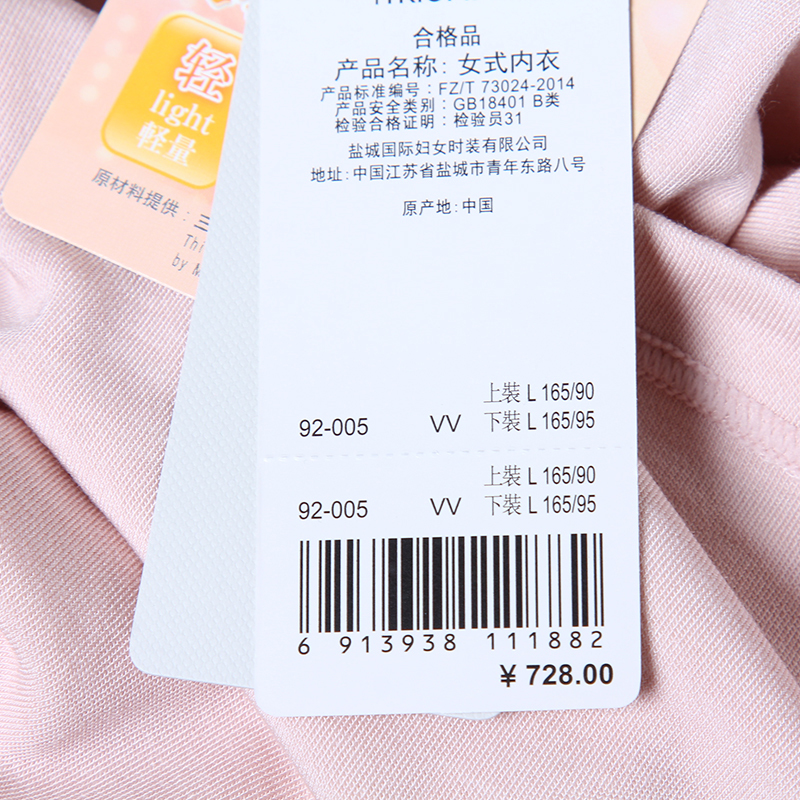 合格品
产品名称: 女式内衣
产品标准编号: FZ/T 73024-2014
产品安全类别: GB18401 B类
检验合格证明: 检验员31
盐城国际妇女时装有限公司
地址: 中国江苏省盐城市青年东路八号
原产地: 中国
上装 L 165/90
92-005 VV 下装 L 165/95
上装 L 165/90
92-005 VV 下装 L 165/95
6 913938 111882
¥ 728.00
轻
light
軽量
原材料提供: 三
Thi
by M